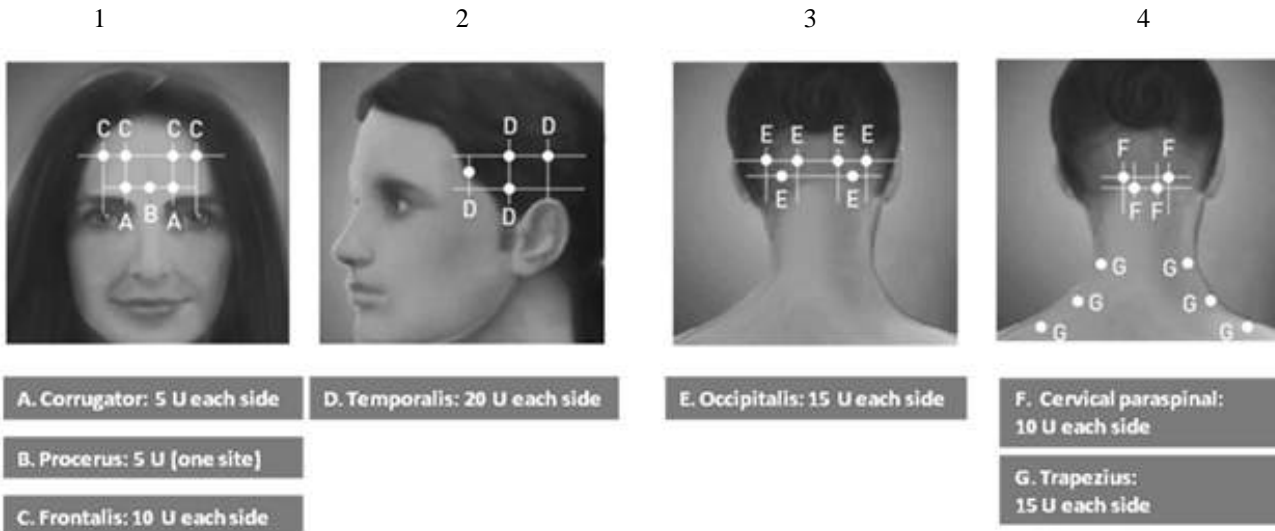 1 2 3 4
C C C C
A B A
D D
D D
E E E E
E E
F F
F F
G G
G G
G G
A. Corrugator: 5 U each side
B. Procerus: 5 U (one site)
C. Frontalis: 10 U each side
D. Temporalis: 20 U each side
E. Occipitalis: 15 U each side
F. Cervical paraspinal:
10 U each side
G. Trapezius:
15 U each side